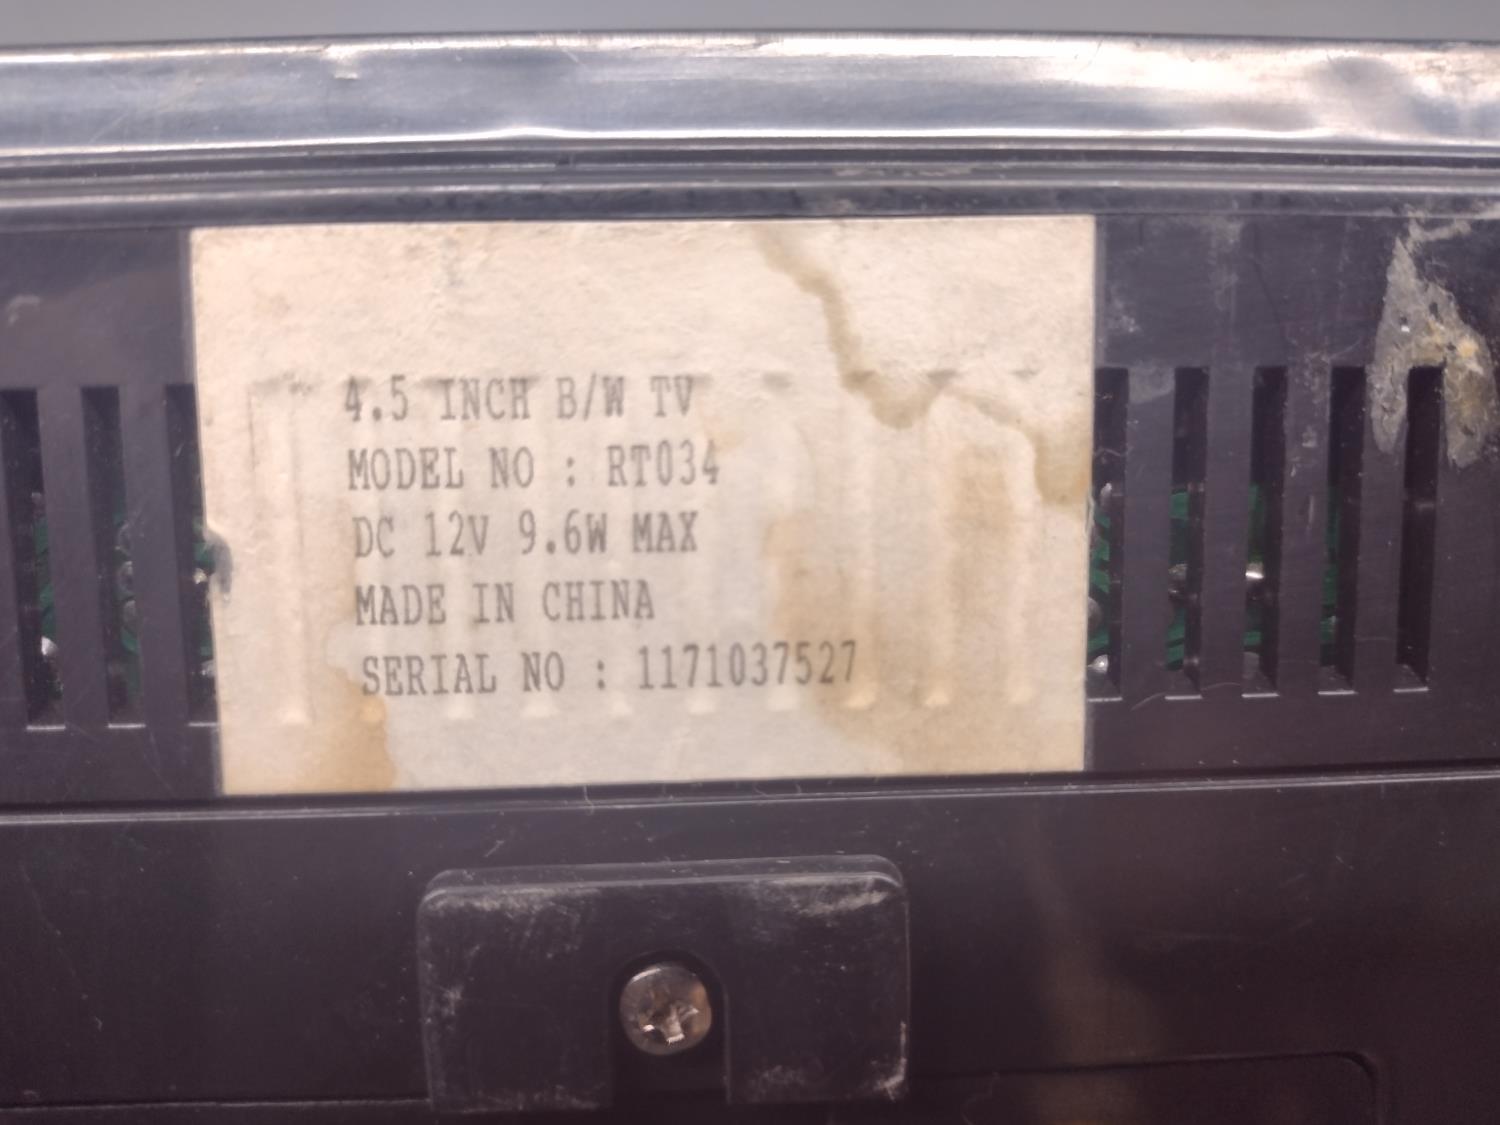 4.5 INCH B/W TV
MODEL NO : RT034
DC 12V 9.6W MAX
MADE IN CHINA
SERIAL NO : 1171037527